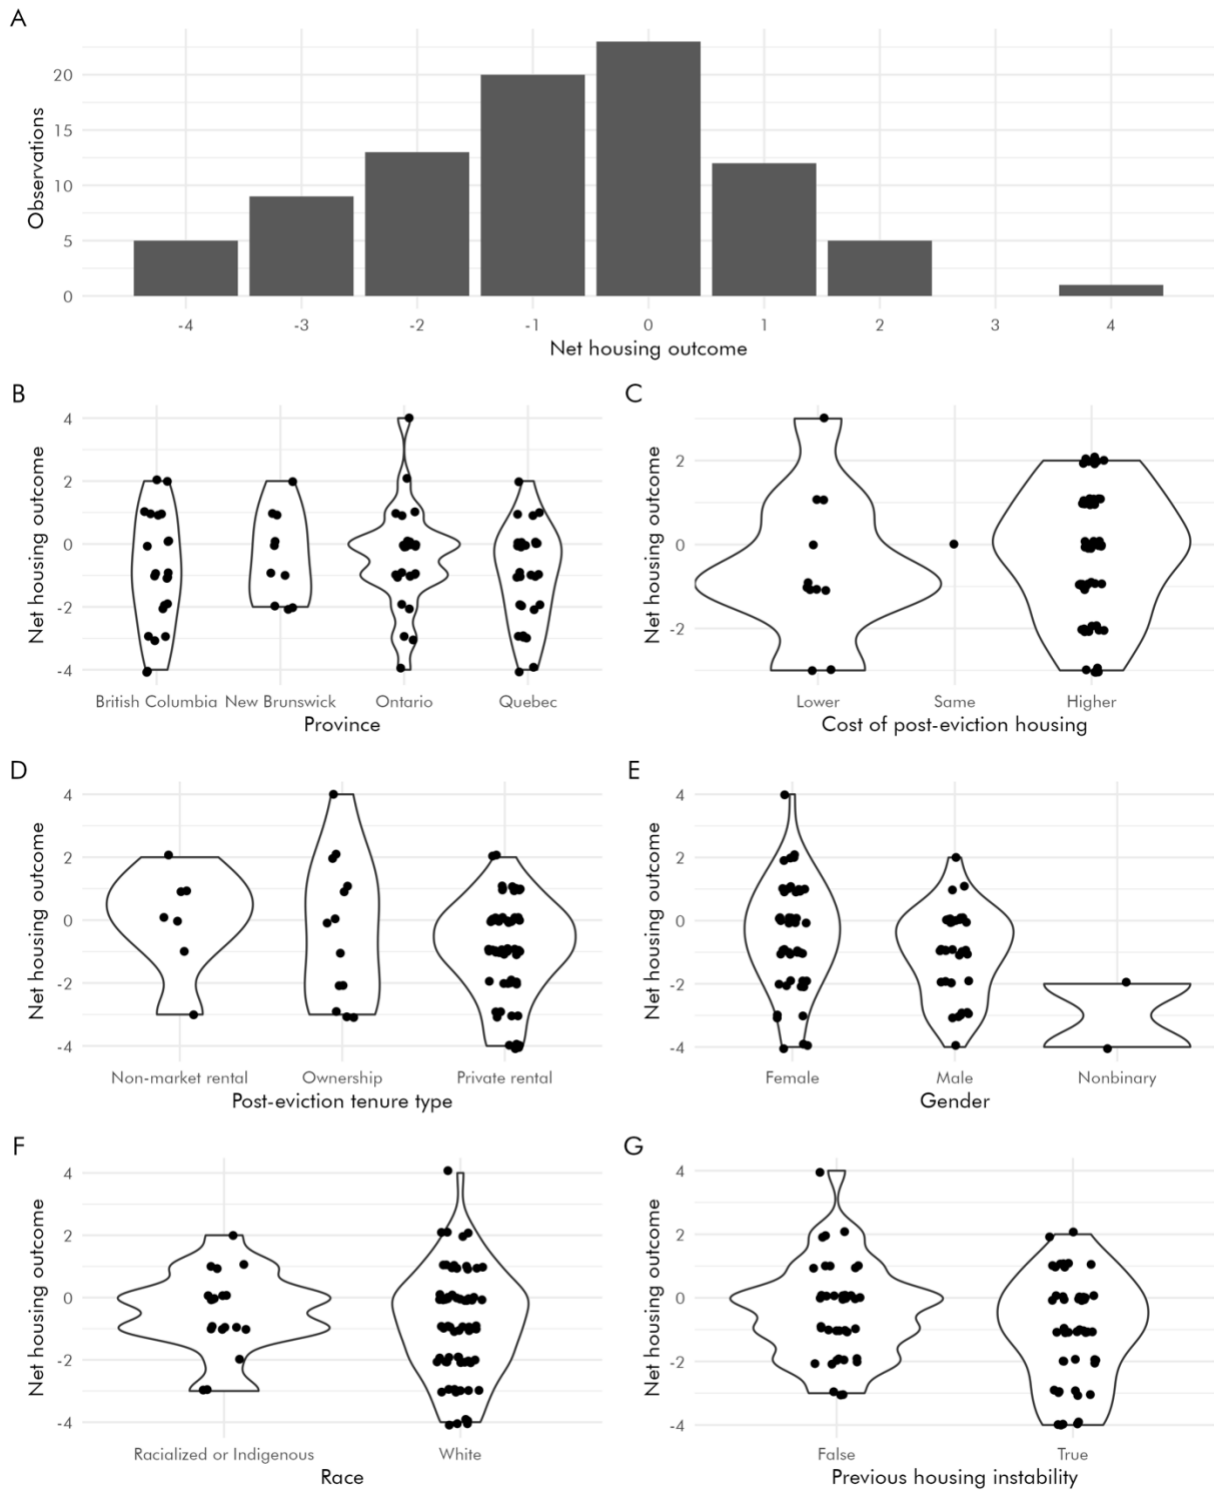 A
Observations
20
15
10
5
0
-4 -3 -2 -1 0 1 2 3 4
Net housing outcome
B
Net housing outcome
4
2
0
-2
-4
British Columbia New Brunswick Ontario Quebec
Province
C
Net housing outcome
2
0
-2
Lower Same Higher
Cost of post-eviction housing
D
Net housing outcome
4
2
0
-2
-4
Non-market rental Ownership Private rental
Post-eviction tenure type
E
Net housing outcome
4
2
0
-2
-4
Female Male Nonbinary
Gender
F
Net housing outcome
4
2
0
-2
-4
Racialized or Indigenous White
Race
G
Net housing outcome
4
2
0
-2
-4
False True
Previous housing instability